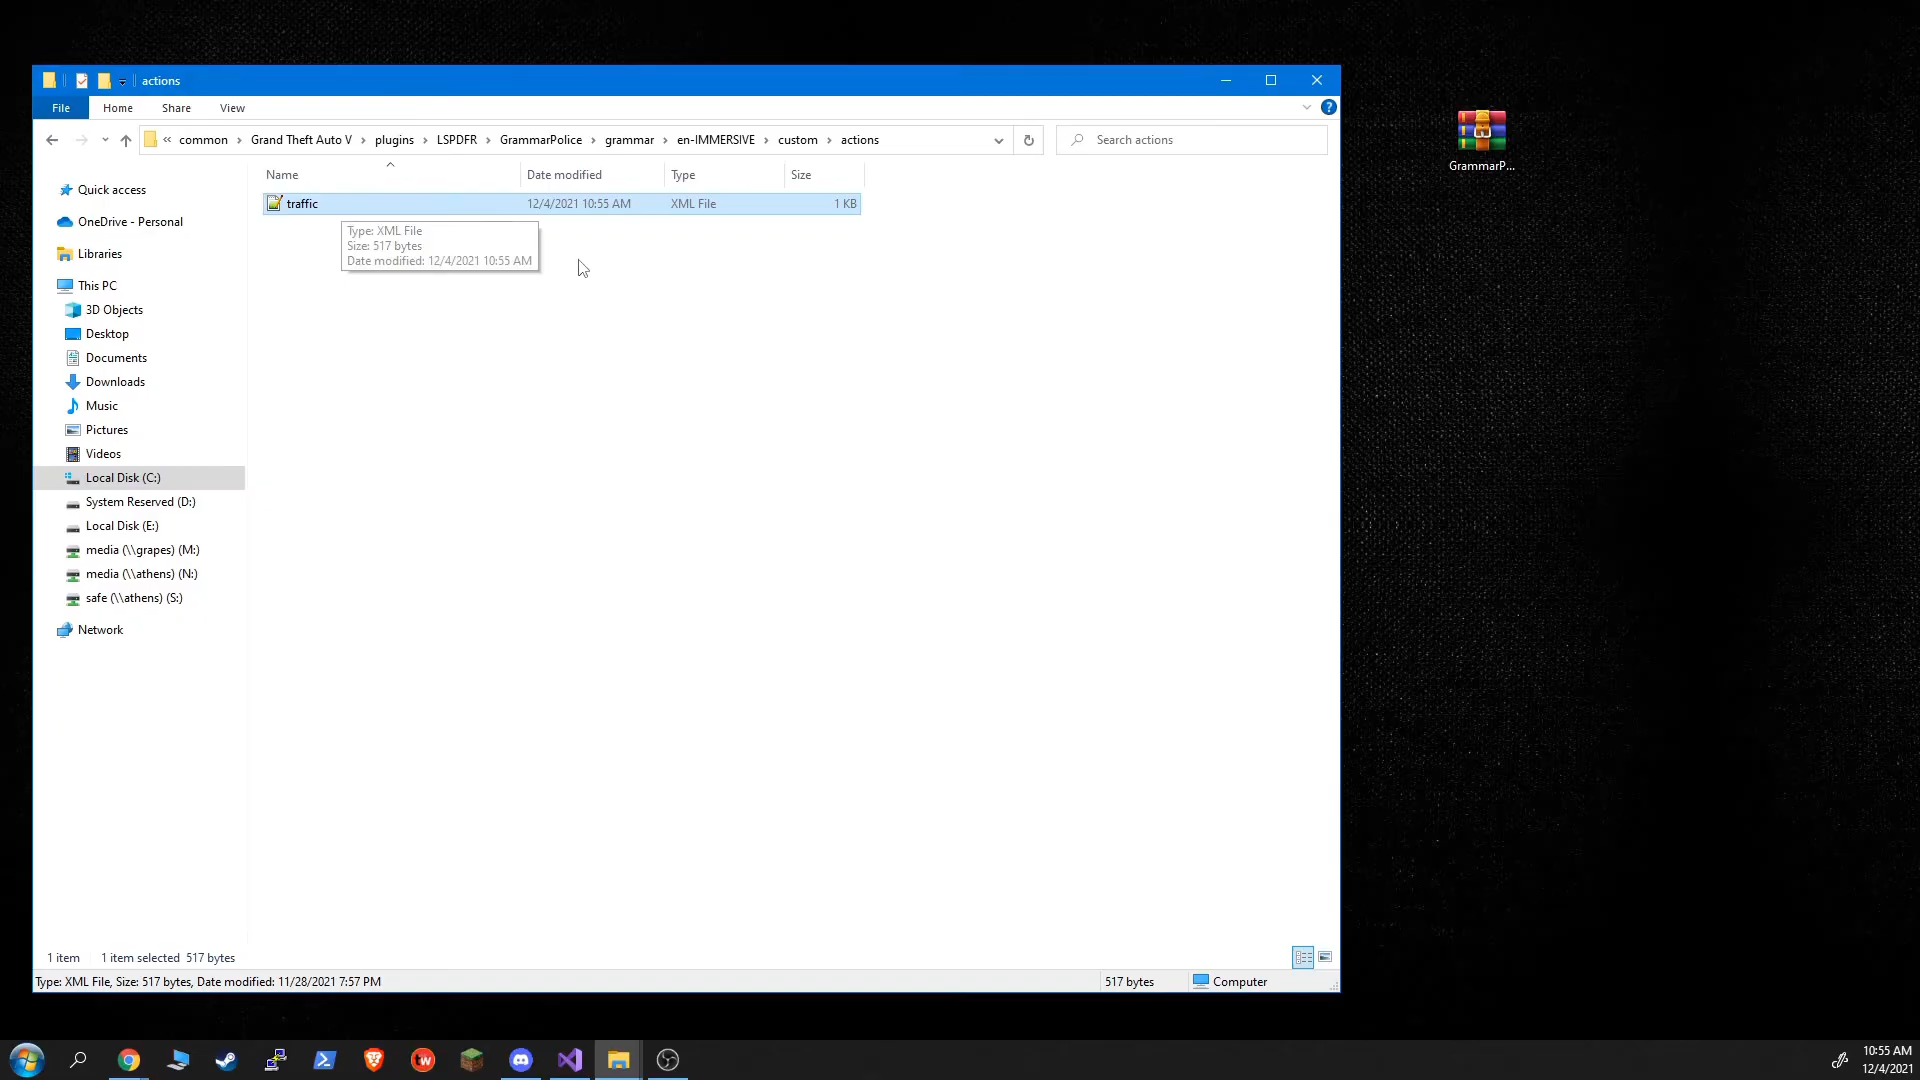 actions
File Home Share View
« common > Grand Theft Auto V > plugins > LSPDFR > GrammarPolice > grammar > en-IMMERSIVE > custom > actions
Search actions
GrammarP...
Name Date modified Type Size
traffic 12/4/2021 10:55 AM XML File 1 KB
Type: XML File
Size: 517 bytes
Date modified: 12/4/2021 10:55 AM
Quick access
OneDrive - Personal
Libraries
This PC
3D Objects
Desktop
Documents
Downloads
Music
Pictures
Videos
Local Disk (C:)
System Reserved (D:)
Local Disk (E:)
media (\\grapes) (M:)
media (\\athens) (N:)
safe (\\athens) (S:)
Network
1 item 1 item selected 517 bytes
Type: XML File, Size: 517 bytes, Date modified: 11/28/2021 7:57 PM 517 bytes Computer
10:55 AM
12/4/2021